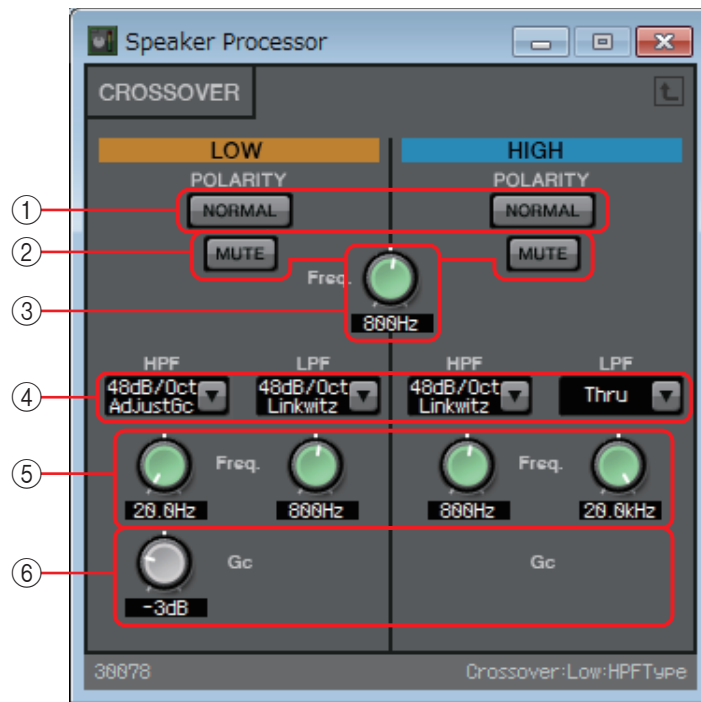 Speaker Processor
CROSSOVER
LOW HIGH
POLARITY POLARITY
① NORMAL NORMAL
② MUTE MUTE
Freq.
③ 800Hz
HPF LPF HPF LPF
④ 48dB/Oct AdjustGc 48dB/Oct Linkwitz 48dB/Oct Linkwitz Thru
⑤ Freq. Freq.
20.0Hz 800Hz 800Hz 20.0kHz
⑥ Gc Gc
-3dB
30078 Crossover:Low:HPFType